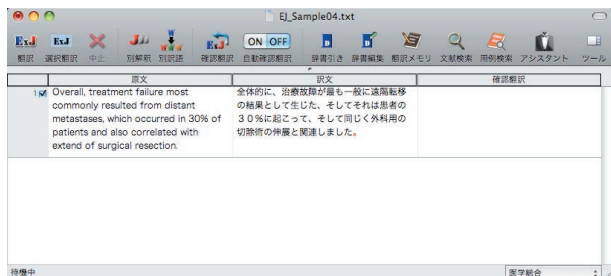 EJ_Sample04.txt
ExJ ExJ ON OFF
翻訳 選択翻訳 中止 別解釈 別訳語 確認翻訳 自動確認翻訳 辞書引き 辞書編集 翻訳メモリ 文献検索 用例検索 アシスタント ツール
原文 訳文 確認翻訳
1 Overall, treatment failure most
commonly resulted from distant
metastases, which occurred in 30% of
patients and also correlated with
extend of surgical resection.
全体的に、治療故障が最も一般に遠隔転移
の結果として生じた、そしてそれは患者の
30%に起こって、そして同じく外科用の
切除術の伸展と関連しました。
待機中 医学総合